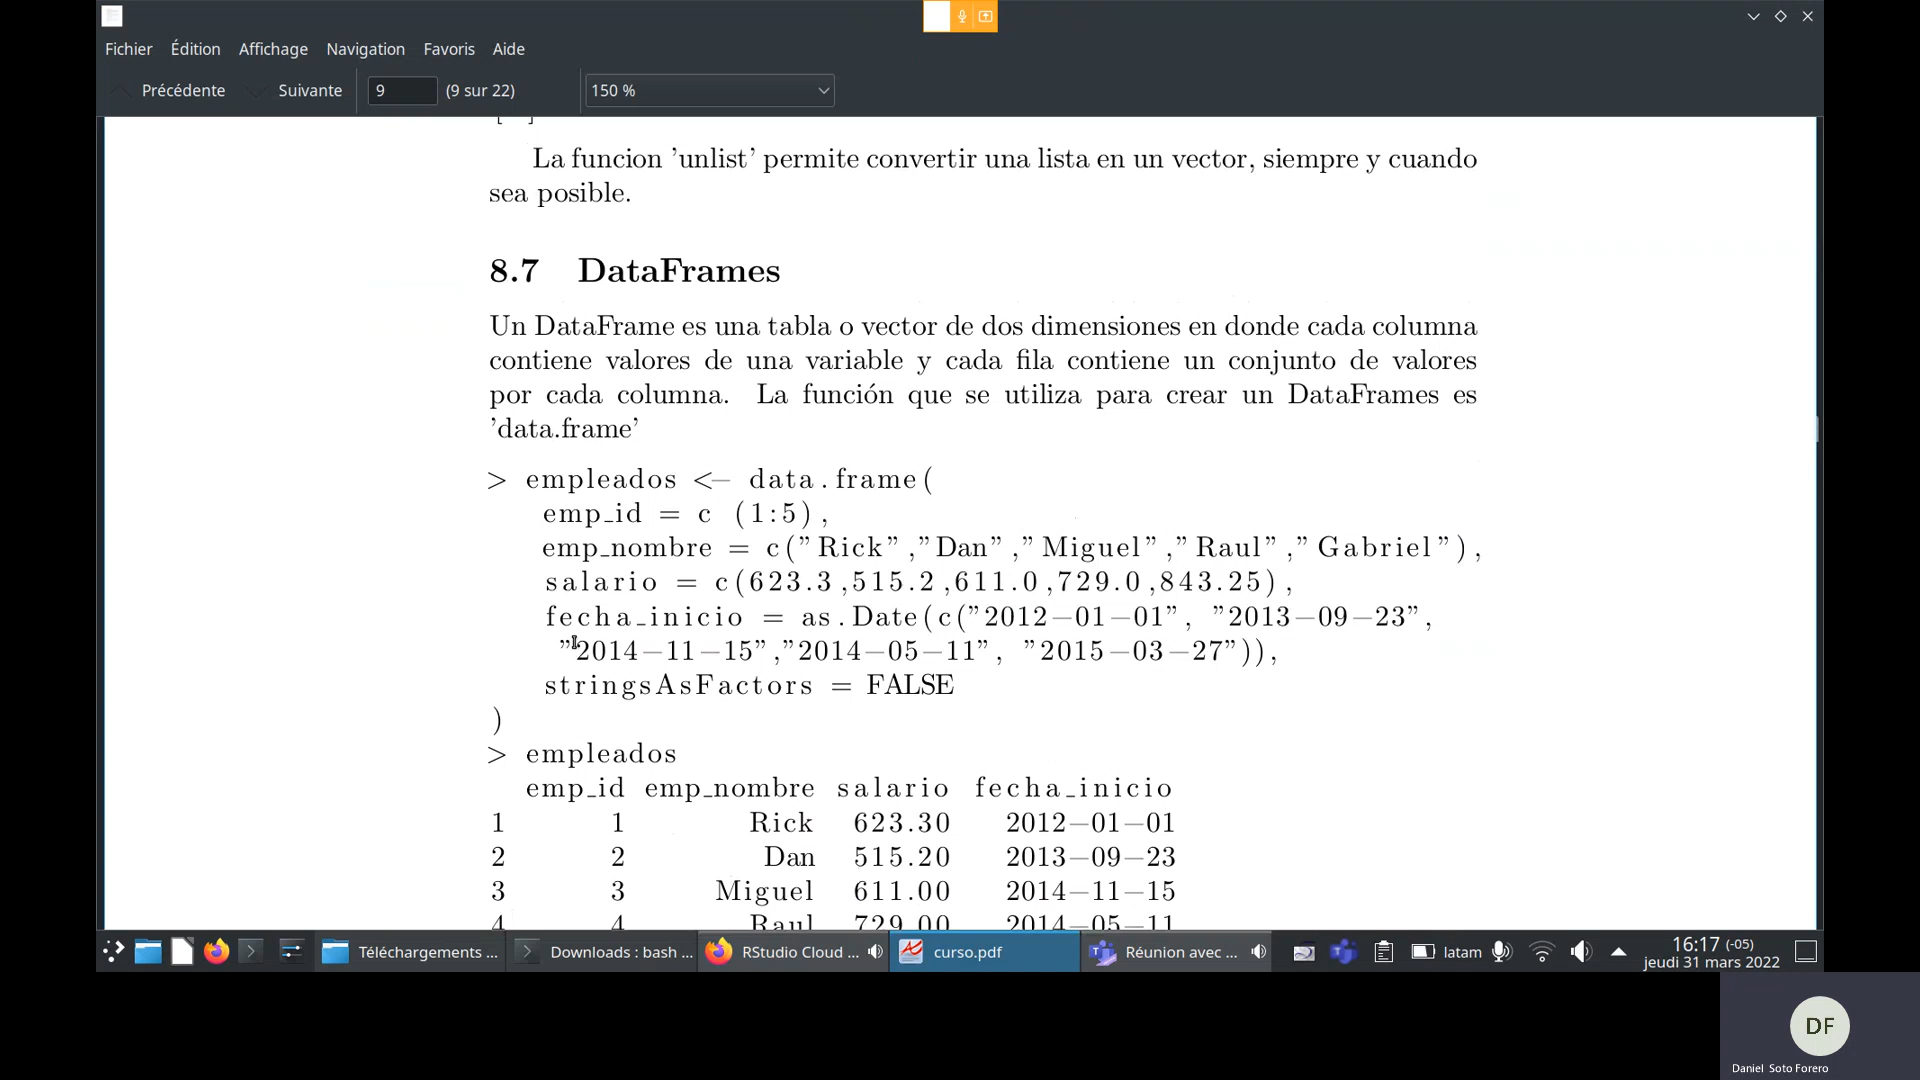 Fichier Édition Affichage Navigation Favoris Aide
Précédente Suivante 9 (9 sur 22) 150 %
[ ]
La funcion ’unlist’ permite convertir una lista en un vector, siempre y cuando
sea posible.
8.7 DataFrames
Un DataFrame es una tabla o vector de dos dimensiones en donde cada columna
contiene valores de una variable y cada fila contiene un conjunto de valores
por cada columna. La función que se utiliza para crear un DataFrames es
’data.frame’
> empleados <- data.frame(
emp_id = c (1:5),
emp_nombre = c("Rick","Dan","Miguel","Raul","Gabriel"),
salario = c(623.3,515.2,611.0,729.0,843.25),
fecha_inicio = as.Date(c("2012-01-01", "2013-09-23",
"2014-11-15","2014-05-11", "2015-03-27")),
stringsAsFactors = FALSE
)
> empleados
emp_id emp_nombre salario fecha_inicio
1 1 Rick 623.30 2012-01-01
2 2 Dan 515.20 2013-09-23
3 3 Miguel 611.00 2014-11-15
4 4 Raul 729.00 2014-05-11
Téléchargements ... Downloads : bash ... RStudio Cloud ... curso.pdf Réunion avec ... latam 16:17 (-05)
jeudi 31 mars 2022
DF
Daniel Soto Forero